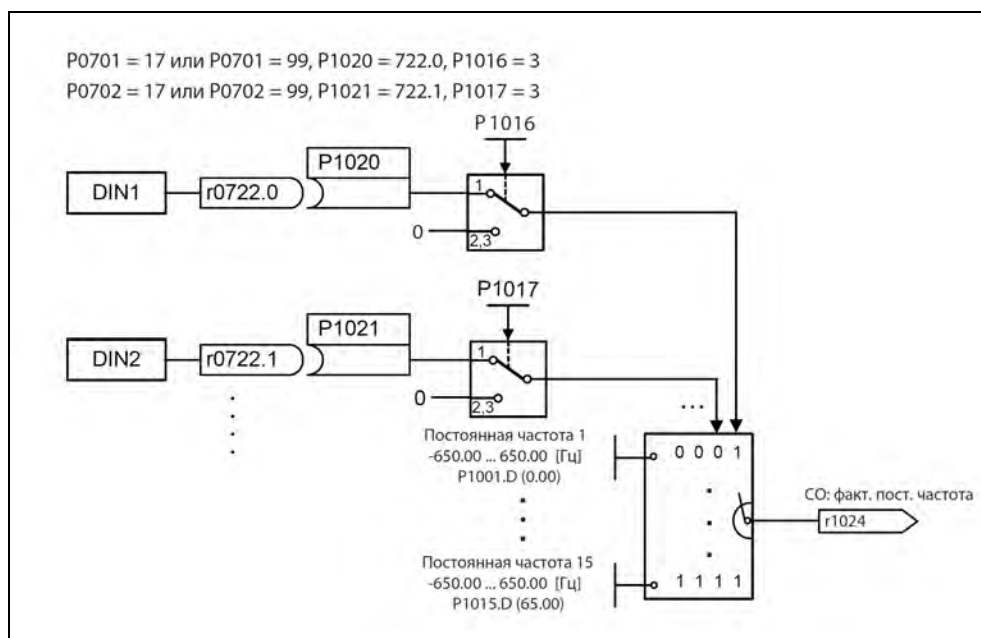 P0701 = 17 или P0701 = 99, P1020 = 722.0, P1016 = 3
P0702 = 17 или P0702 = 99, P1021 = 722.1, P1017 = 3
P1016
P1020
DIN1
r0722.0
1
0
2,3
P1017
P1021
DIN2
r0722.1
1
0
2,3
...
Постоянная частота 1
-650.00 ... 650.00 [Гц]
P1001.D (0.00)
0 0 0 1
СО: факт. пост. частота
r1024
Постоянная частота 15
-650.00 ... 650.00 [Гц]
P1015.D (65.00)
1 1 1 1